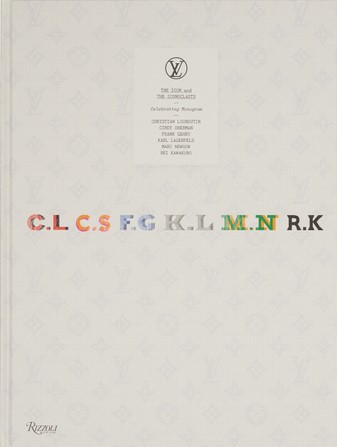 LV
THE ICON and
THE ICONOCLASTS
Celebrating Monogram
CHRISTIAN LOUBOUTIN
CINDY SHERMAN
FRANK GEHRY
KARL LAGERFELD
MARC NEWSON
REI KAWAKUBO
C.L C.S F.G K.L M.N R.K
RIZZOLI